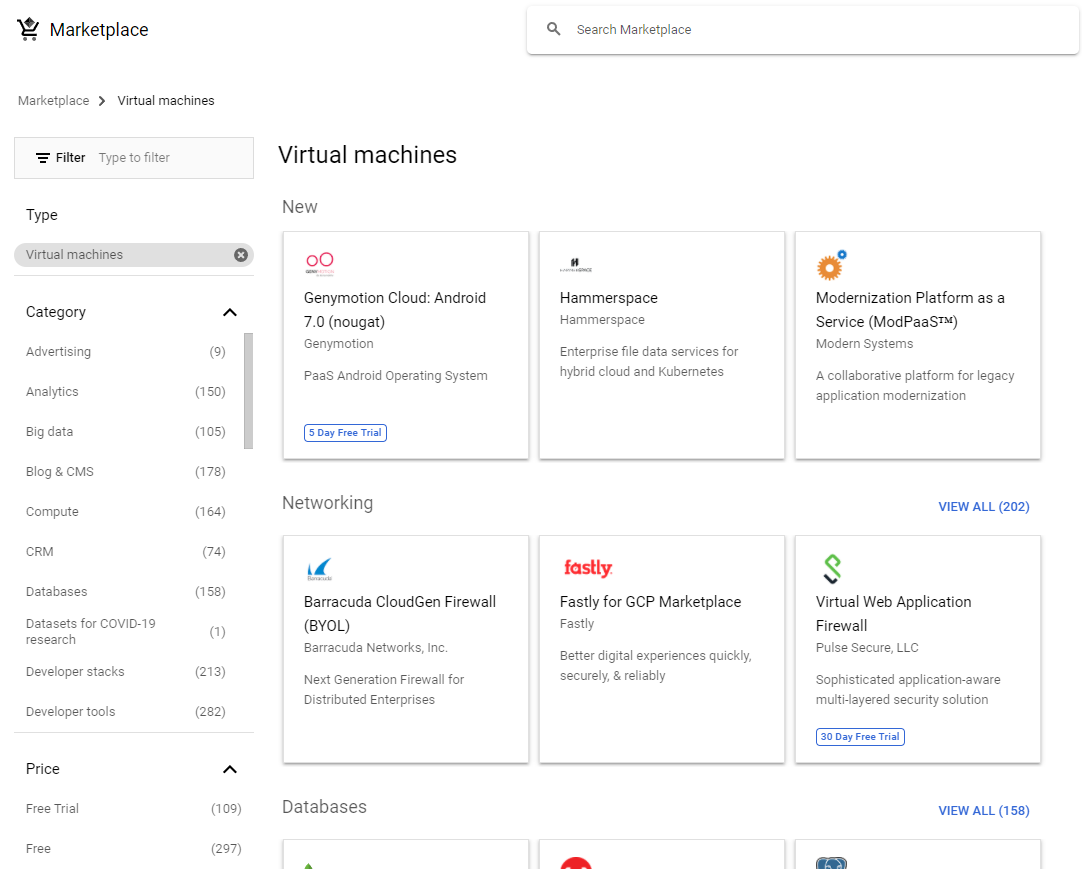 Marketplace
Search Marketplace
Marketplace Virtual machines
Filter Type to filter
Type
Virtual machines
Category
Advertising (9)
Analytics (150)
Big data (105)
Blog & CMS (178)
Compute (164)
CRM (74)
Databases (158)
Datasets for COVID-19
research (1)
Developer stacks (213)
Developer tools (282)
Price
Free Trial (109)
Free (297)
Virtual machines
New
Genymotion Cloud: Android
7.0 (nougat)
Genymotion
PaaS Android Operating System
5 Day Free Trial
Hammerspace
Hammerspace
Enterprise file data services for
hybrid cloud and Kubernetes
Modernization Platform as a
Service (ModPaaS™)
Modern Systems
A collaborative platform for legacy
application modernization
Networking
VIEW ALL (202)
Barracuda
Barracuda CloudGen Firewall
(BYOL)
Barracuda Networks, Inc.
Next Generation Firewall for
Distributed Enterprises
fastly
Fastly for GCP Marketplace
Fastly
Better digital experiences quickly,
securely, & reliably
Virtual Web Application
Firewall
Pulse Secure, LLC
Sophisticated application-aware
multi-layered security solution
30 Day Free Trial
Databases
VIEW ALL (158)